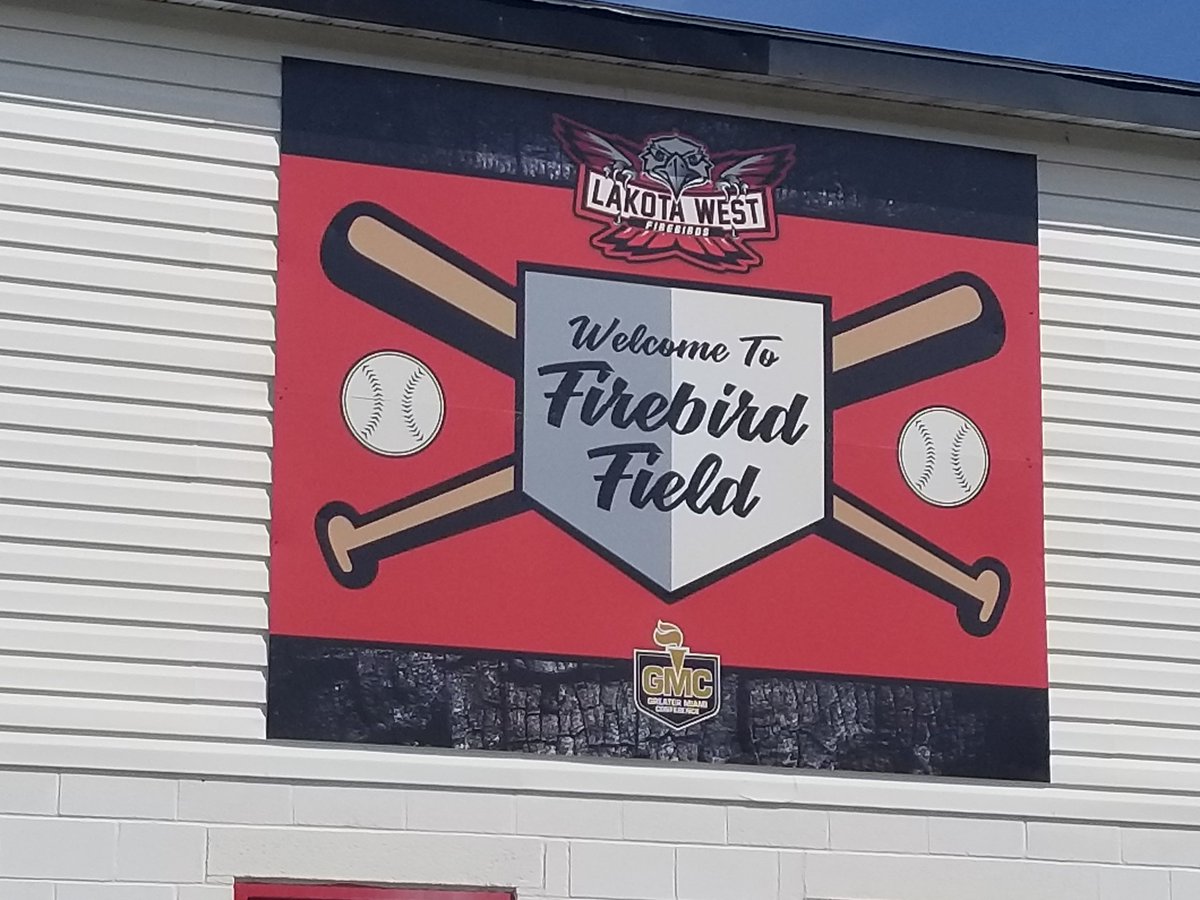 LAKOTA WEST
FIREBIRDS
Welcome To
Firebird
Field
GMC
GREATER MIAMI
CONFERENCE